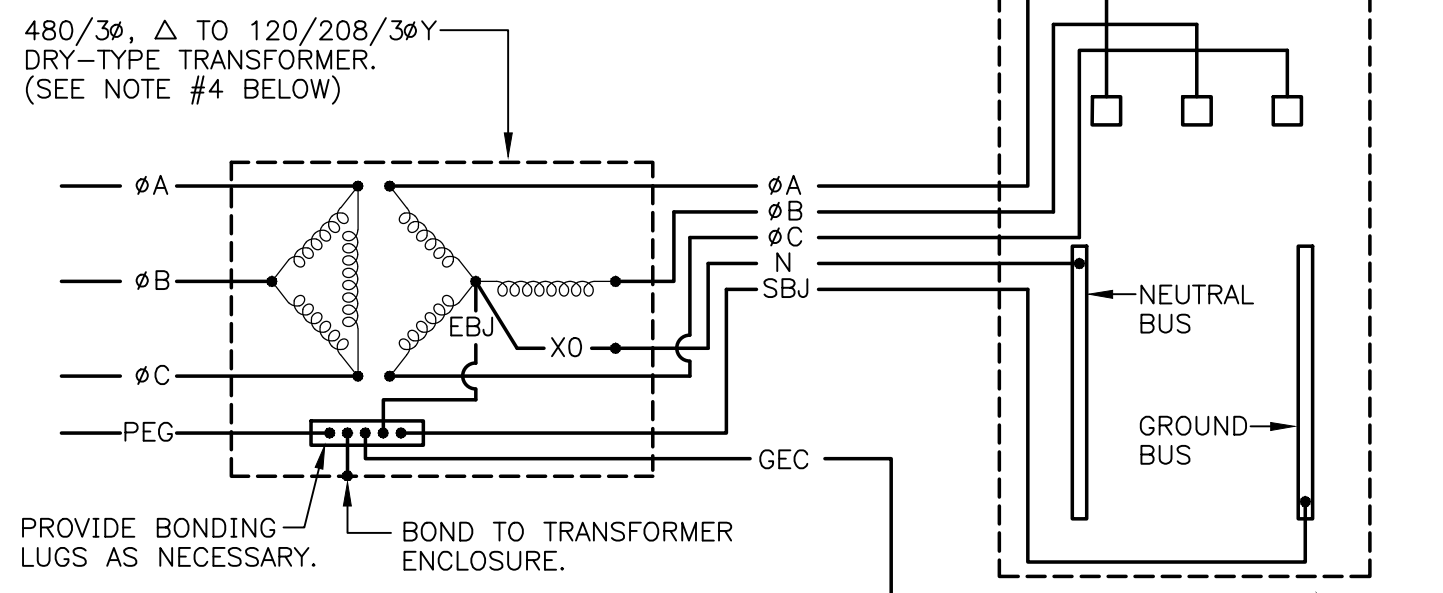 480/3ø, △ TO 120/208/3øY
DRY-TYPE TRANSFORMER.
(SEE NOTE #4 BELOW)
øA
øB
øC
PEG
EBJ
X0
øA
øB
øC
N
SBJ
GEC
NEUTRAL
BUS
GROUND
BUS
PROVIDE BONDING
LUGS AS NECESSARY.
BOND TO TRANSFORMER
ENCLOSURE.